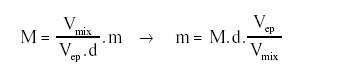 M = V_mix / V_ep . d . m → m = M. d. V_ep / V_mix